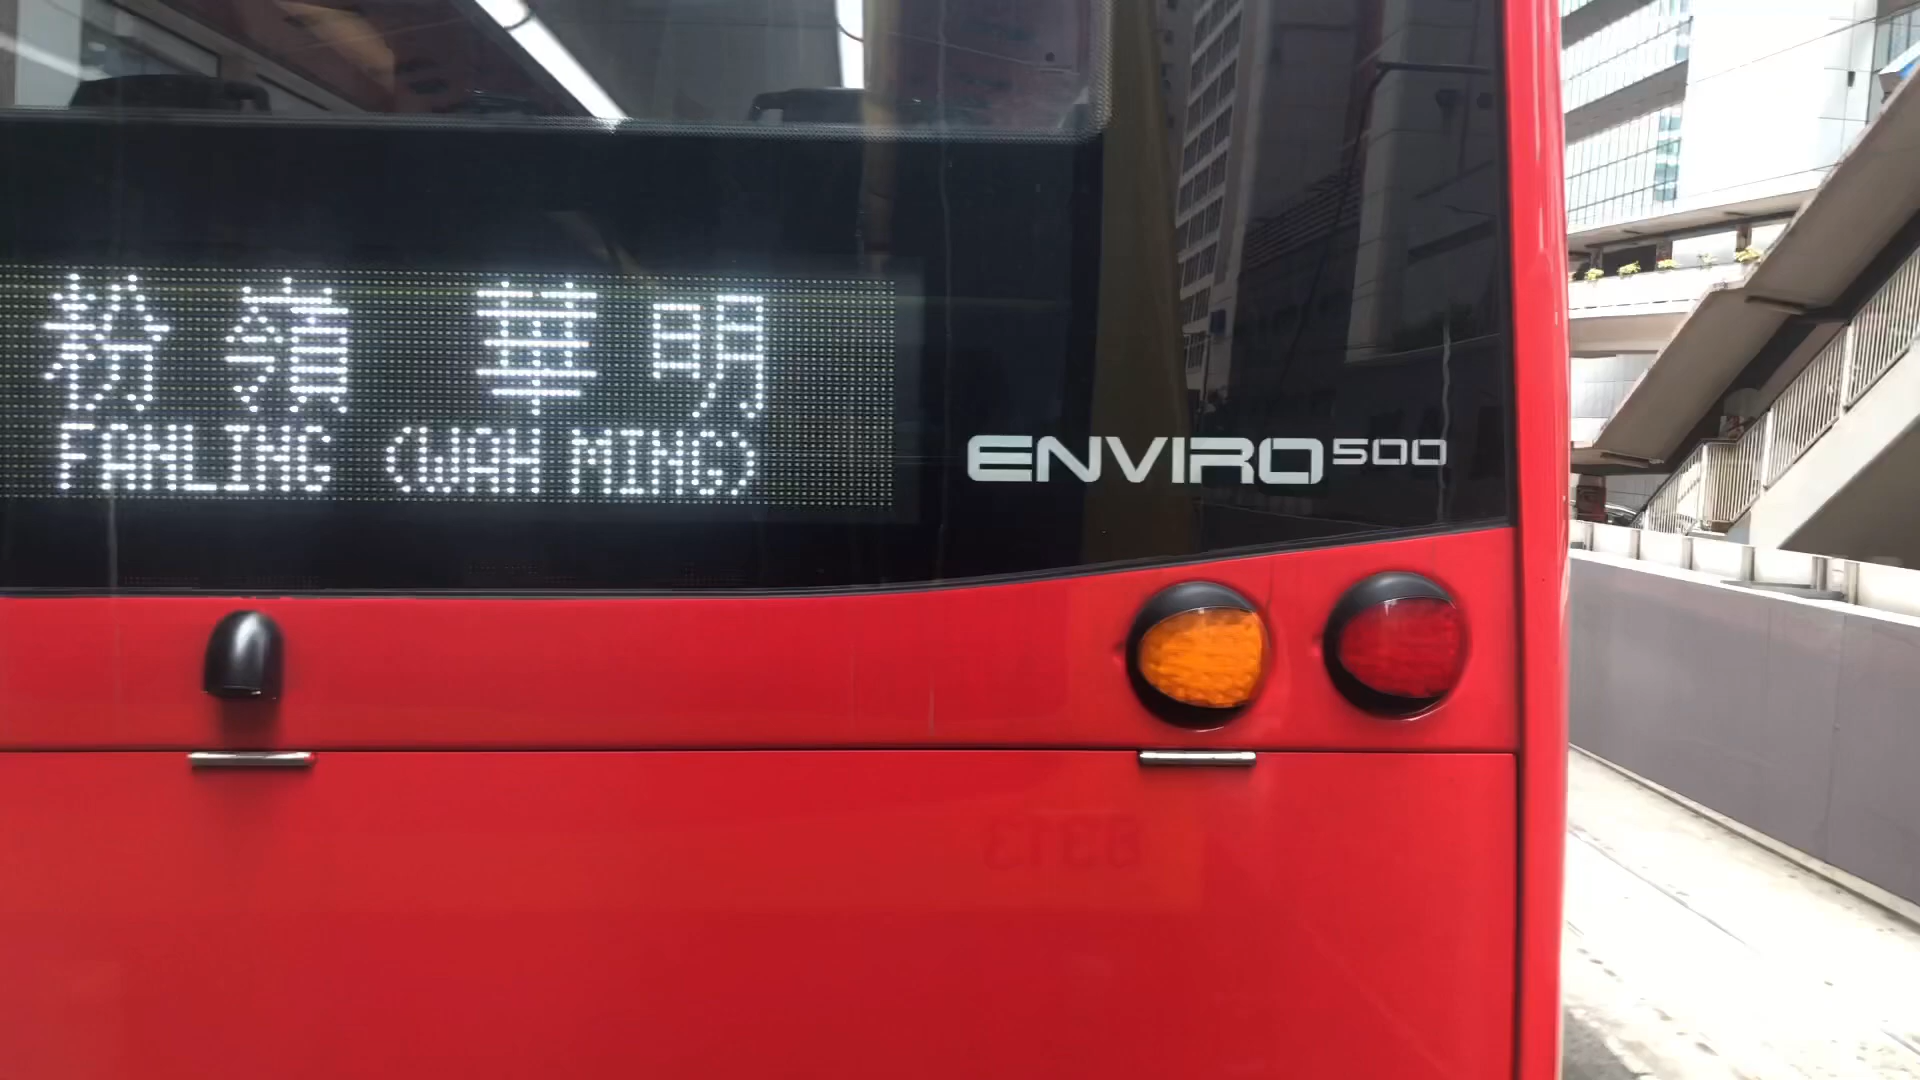 粉嶺 華明
FANLING (WAH MING)
ENVIRO500